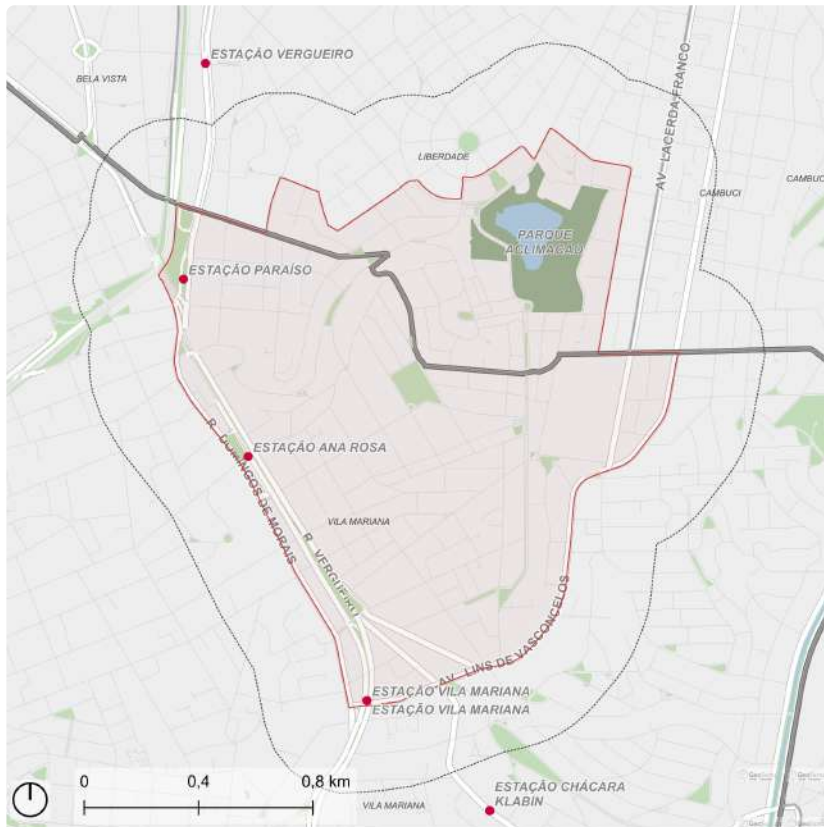 ESTAÇÃO VERGUEIRO
BELA VISTA
AV LACERDA FRANCO
LIBERDADE
CAMBUCI
CAMBUCI
PARQUE
ACLIMAÇÃO
ESTAÇÃO PARAÍSO
R. DOMINGOS DE MORAIS
ESTAÇÃO ANA ROSA
VILA MARIANA
R. VERGUEIRO
AV LINS DE VASCONCELOS
ESTAÇÃO VILA MARIANA
ESTAÇÃO VILA MARIANA
0 0,4 0,8 km
ESTAÇÃO CHÁCARA
KLABIN
VILA MARIANA